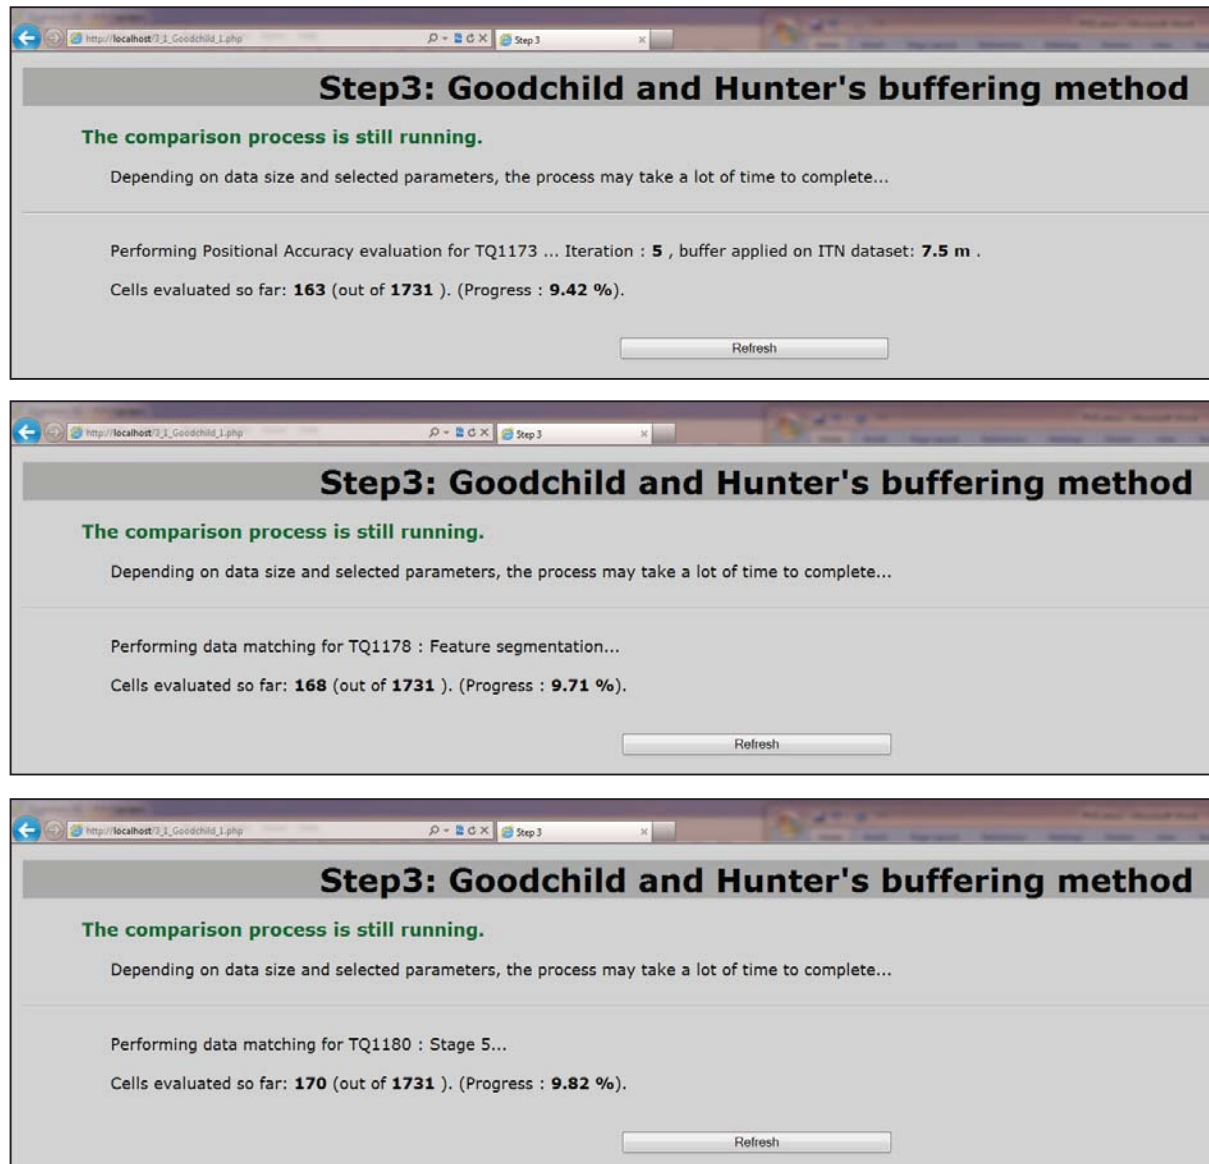 http://localhost/3_1_Goodchild_1.php
Step 3
Step3: Goodchild and Hunter's buffering method
The comparison process is still running.
Depending on data size and selected parameters, the process may take a lot of time to complete...
Performing Positional Accuracy evaluation for TQ1173 ... Iteration : 5 , buffer applied on ITN dataset: 7.5 m .
Cells evaluated so far: 163 (out of 1731 ). (Progress : 9.42 %).
Refresh
http://localhost/3_1_Goodchild_1.php
Step 3
Step3: Goodchild and Hunter's buffering method
The comparison process is still running.
Depending on data size and selected parameters, the process may take a lot of time to complete...
Performing data matching for TQ1178 : Feature segmentation...
Cells evaluated so far: 168 (out of 1731 ). (Progress : 9.71 %).
Refresh
http://localhost/3_1_Goodchild_1.php
Step 3
Step3: Goodchild and Hunter's buffering method
The comparison process is still running.
Depending on data size and selected parameters, the process may take a lot of time to complete...
Performing data matching for TQ1180 : Stage 5...
Cells evaluated so far: 170 (out of 1731 ). (Progress : 9.82 %).
Refresh